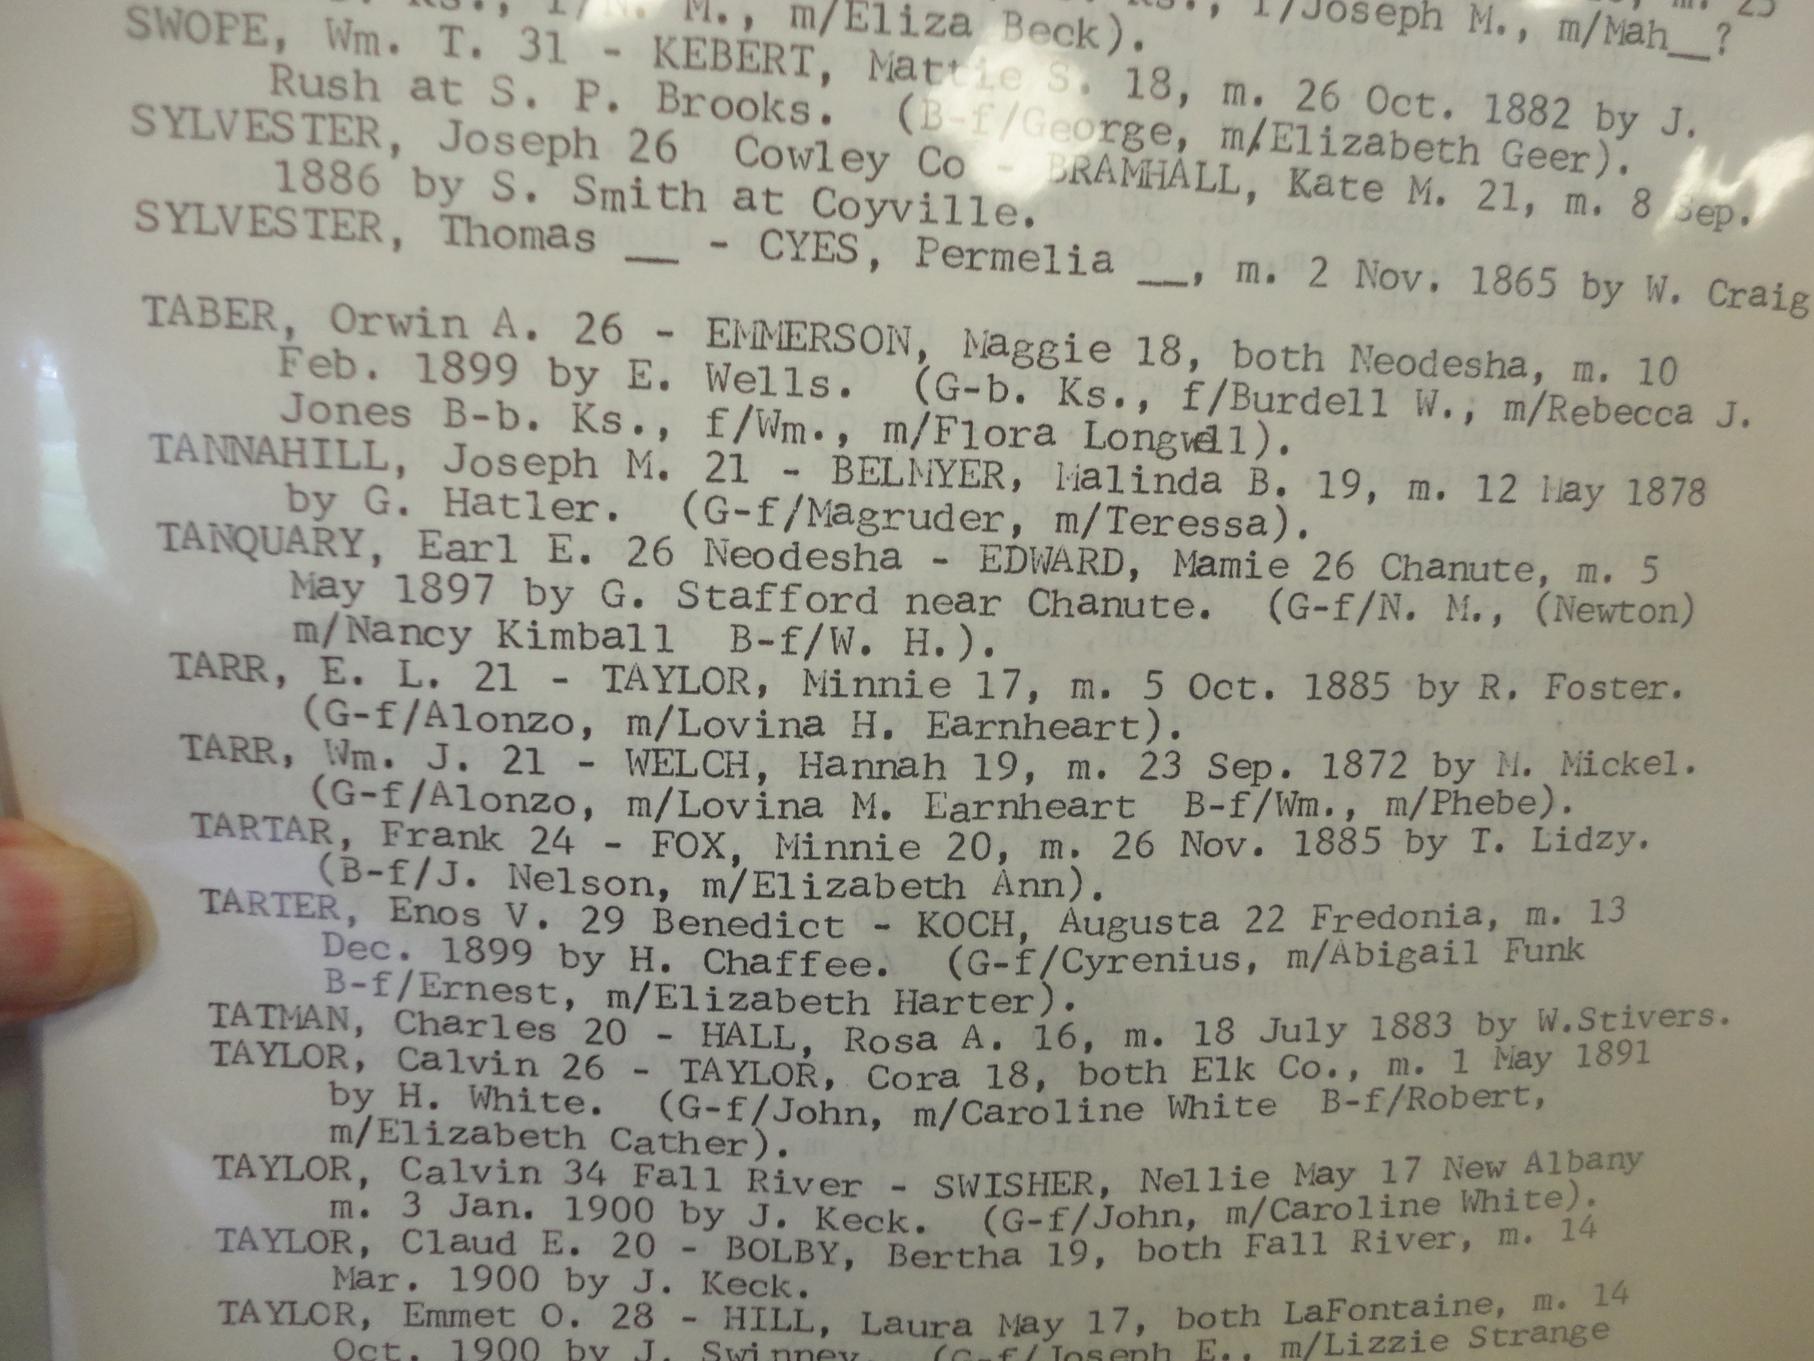 Ks., f/N. M., m/Eliza Beck).
f/Joseph M., m/Mah__?
SWOPE, Wm. T. 31 - KEBERT, Mattie S. 18, m. 26 Oct. 1882 by J.
Rush at S. P. Brooks. (B-f/George, m/Elizabeth Geer).
SYLVESTER, Joseph 26 Cowley Co - BRAMHALL, Kate M. 21, m. 8 Sep.
1886 by S. Smith at Coyville.
SYLVESTER, Thomas __ - CYES, Permelia __, m. 2 Nov. 1865 by W. Craig
TABER, Orwin A. 26 - EMMERSON, Maggie 18, both Neodesha, m. 10
Feb. 1899 by E. Wells. (G-b. Ks., f/Burdell W., m/Rebecca J.
Jones B-b. Ks., f/Wm., m/Flora Longwell).
TANNAHILL, Joseph M. 21 - BELMYER, Malinda B. 19, m. 12 May 1878
by G. Hatler. (G-f/Magruder, m/Teressa).
TANQUARY, Earl E. 26 Neodesha - EDWARD, Mamie 26 Chanute, m. 5
May 1897 by G. Stafford near Chanute. (G-f/N. M., (Newton)
m/Nancy Kimball B-f/W. H.).
TARR, E. L. 21 - TAYLOR, Minnie 17, m. 5 Oct. 1885 by R. Foster.
(G-f/Alonzo, m/Lovina H. Earnheart).
TARR, Wm. J. 21 - WELCH, Hannah 19, m. 23 Sep. 1872 by M. Mickel.
(G-f/Alonzo, m/Lovina M. Earnheart B-f/Wm., m/Phebe).
TARTAR, Frank 24 - FOX, Minnie 20, m. 26 Nov. 1885 by T. Lidzy.
(B-f/J. Nelson, m/Elizabeth Ann).
TARTER, Enos V. 29 Benedict - KOCH, Augusta 22 Fredonia, m. 13
Dec. 1899 by H. Chaffee. (G-f/Cyrenius, m/Abigail Funk
B-f/Ernest, m/Elizabeth Harter).
TATMAN, Charles 20 - HALL, Rosa A. 16, m. 18 July 1883 by W.Stivers.
TAYLOR, Calvin 26 - TAYLOR, Cora 18, both Elk Co., m. 1 May 1891
by H. White. (G-f/John, m/Caroline White B-f/Robert,
m/Elizabeth Cather).
TAYLOR, Calvin 34 Fall River - SWISHER, Nellie May 17 New Albany
m. 3 Jan. 1900 by J. Keck. (G-f/John, m/Caroline White).
TAYLOR, Claud E. 20 - BOLBY, Bertha 19, both Fall River, m. 14
Mar. 1900 by J. Keck.
TAYLOR, Emmet O. 28 - HILL, Laura May 17, both LaFontaine, m. 14
Oct. 1900 by J. Swinney. (G-f/Joseph E., m/Lizzie Strange